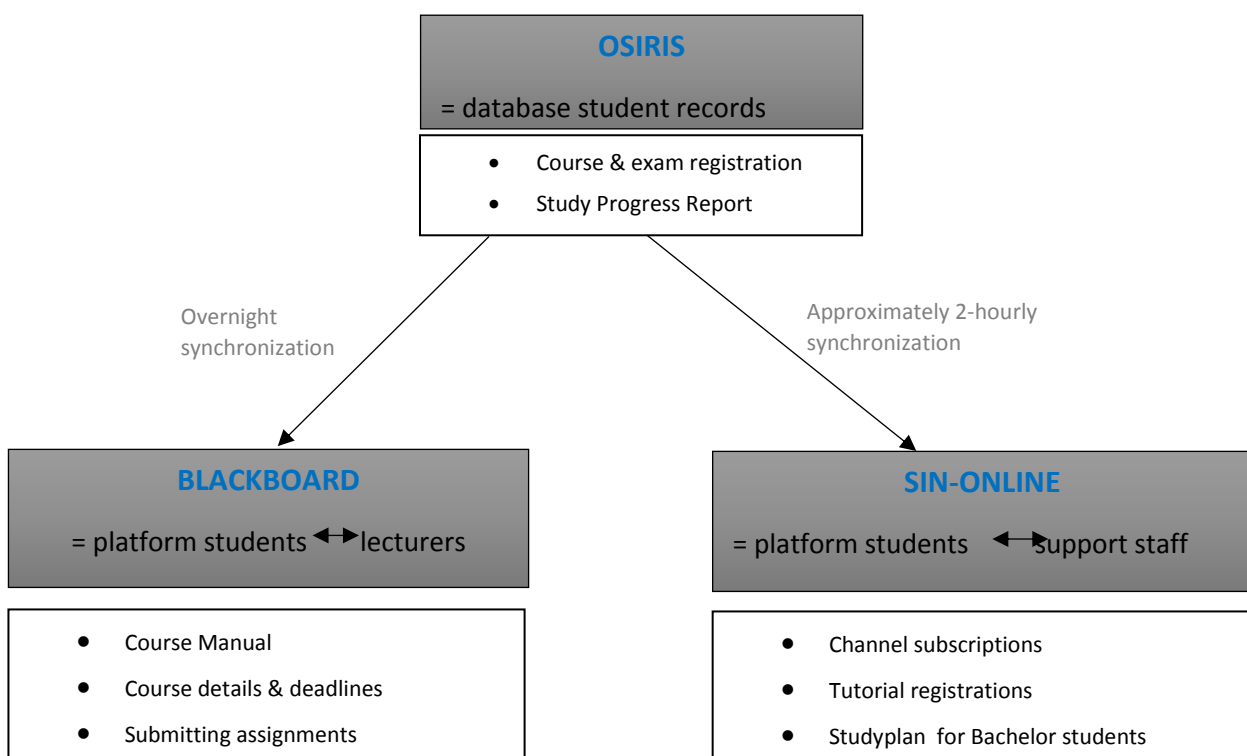 OSIRIS
= database student records
• Course & exam registration
• Study Progress Report
Overnight
synchronization
Approximately 2-hourly
synchronization
BLACKBOARD
= platform students ↔ lecturers
• Course Manual
• Course details & deadlines
• Submitting assignments
SIN-ONLINE
= platform students ↔ support staff
• Channel subscriptions
• Tutorial registrations
• Studyplan for Bachelor students